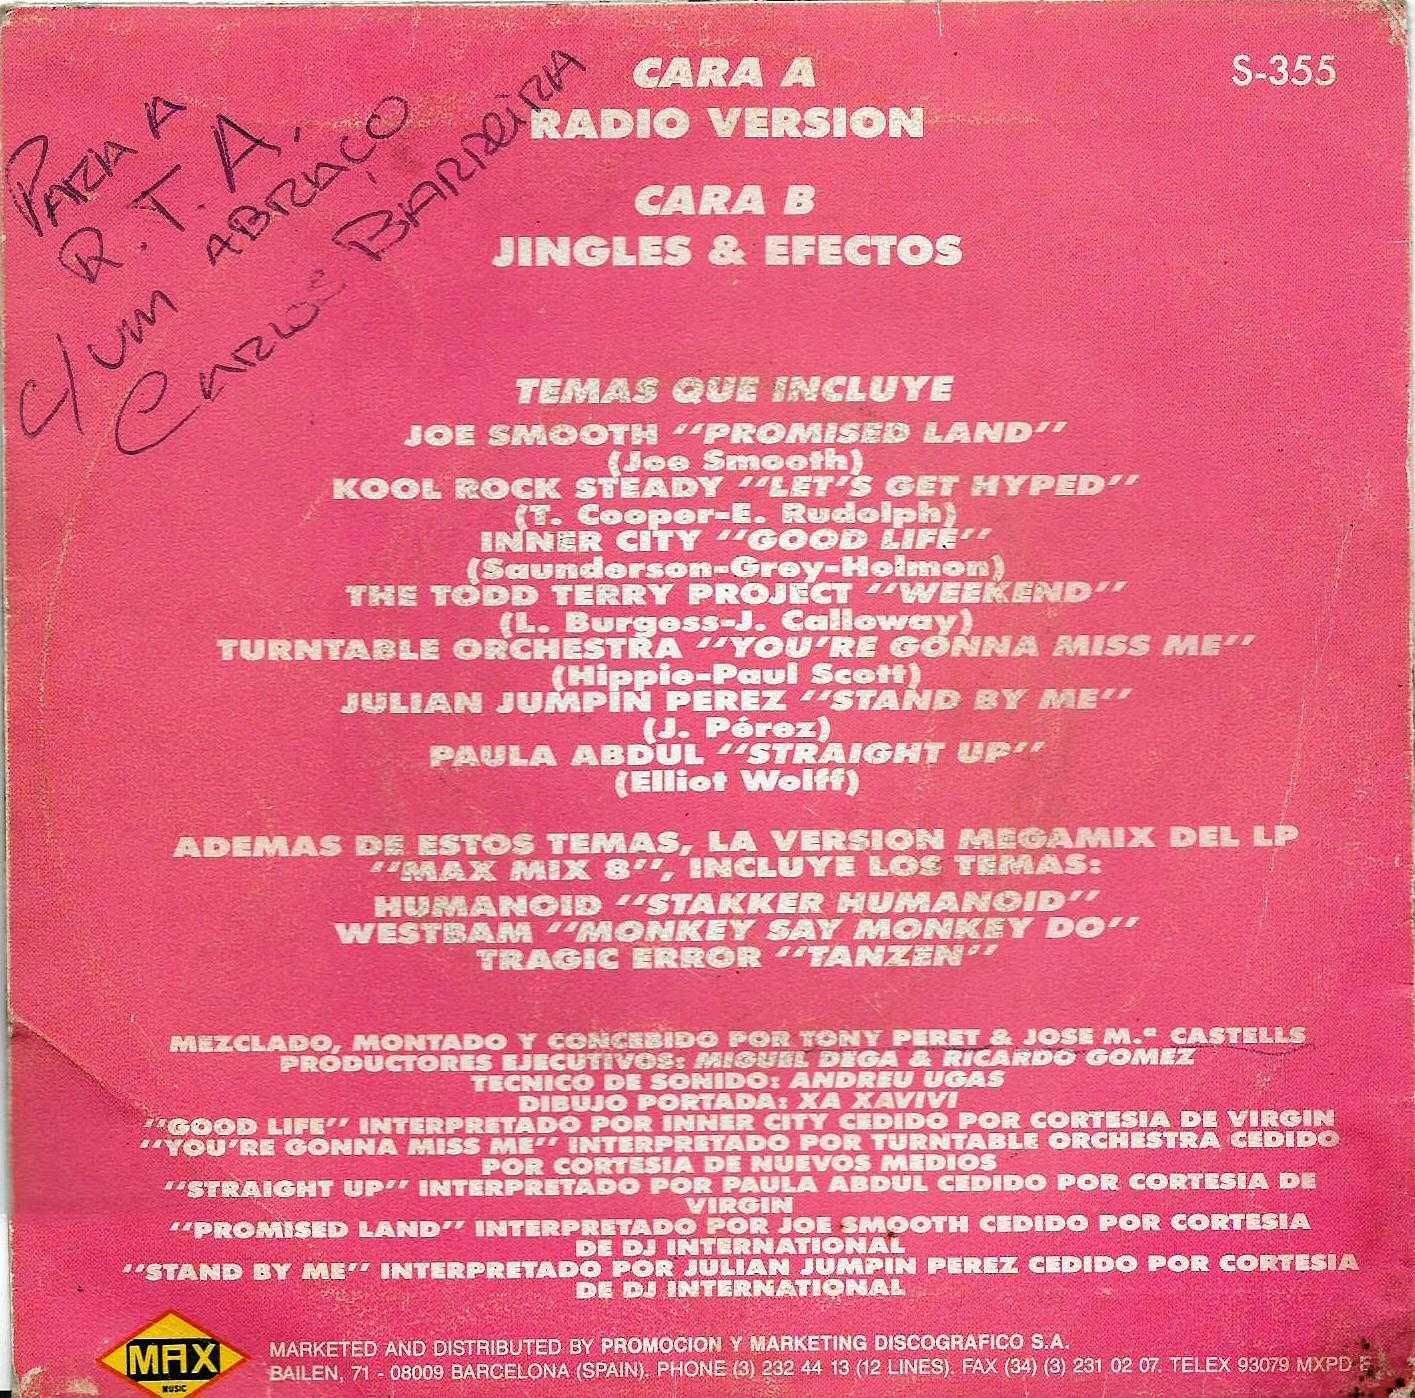 PARA A
R.T.A.
C/ UM ABRAÇO
CARLOS BARREIRA
S-355
CARA A
RADIO VERSION
CARA B
JINGLES & EFECTOS
TEMAS QUE INCLUYE
JOE SMOOTH "PROMISED LAND"
(Joe Smooth)
KOOL ROCK STEADY "LET'S GET HYPED"
(T. Cooper-E. Rudolph)
INNER CITY "GOOD LIFE"
(Saunderson-Grey-Holmon)
THE TODD TERRY PROJECT "WEEKEND"
(L. Burgess-J. Calloway)
TURNTABLE ORCHESTRA "YOU'RE GONNA MISS ME"
(Hippie-Paul Scott)
JULIAN JUMPIN PEREZ "STAND BY ME"
(J. Pérez)
PAULA ABDUL "STRAIGHT UP"
(Elliot Wolff)
ADEMAS DE ESTOS TEMAS, LA VERSION MEGAMIX DEL LP
"MAX MIX 8", INCLUYE LOS TEMAS:
HUMANOID "STAKKER HUMANOID"
WESTBAM "MONKEY SAY MONKEY DO"
TRAGIC ERROR "TANZEN"
MEZCLADO, MONTADO Y CONCEBIDO POR TONY PERET & JOSE M.ª CASTELLS
PRODUCTORES EJECUTIVOS: MIGUEL DEGA & RICARDO GOMEZ
TECNICO DE SONIDO: ANDREU UGAS
DIBUJO PORTADA: XA XAVIVI
"GOOD LIFE" INTERPRETADO POR INNER CITY CEDIDO POR CORTESIA DE VIRGIN
"YOU'RE GONNA MISS ME" INTERPRETADO POR TURNTABLE ORCHESTRA CEDIDO
POR CORTESIA DE NUEVOS MEDIOS
"STRAIGHT UP" INTERPRETADO POR PAULA ABDUL CEDIDO POR CORTESIA DE
VIRGIN
"PROMISED LAND" INTERPRETADO POR JOE SMOOTH CEDIDO POR CORTESIA
DE DJ INTERNATIONAL
"STAND BY ME" INTERPRETADO POR JULIAN JUMPIN PEREZ CEDIDO POR CORTESIA
DE DJ INTERNATIONAL
MAX
MUSIC
MARKETED AND DISTRIBUTED BY PROMOCION Y MARKETING DISCOGRAFICO S.A.
BAILEN, 71 - 08009 BARCELONA (SPAIN). PHONE (3) 232 44 13 (12 LINES). FAX (34) (3) 231 02 07. TELEX 93079 MXPD E